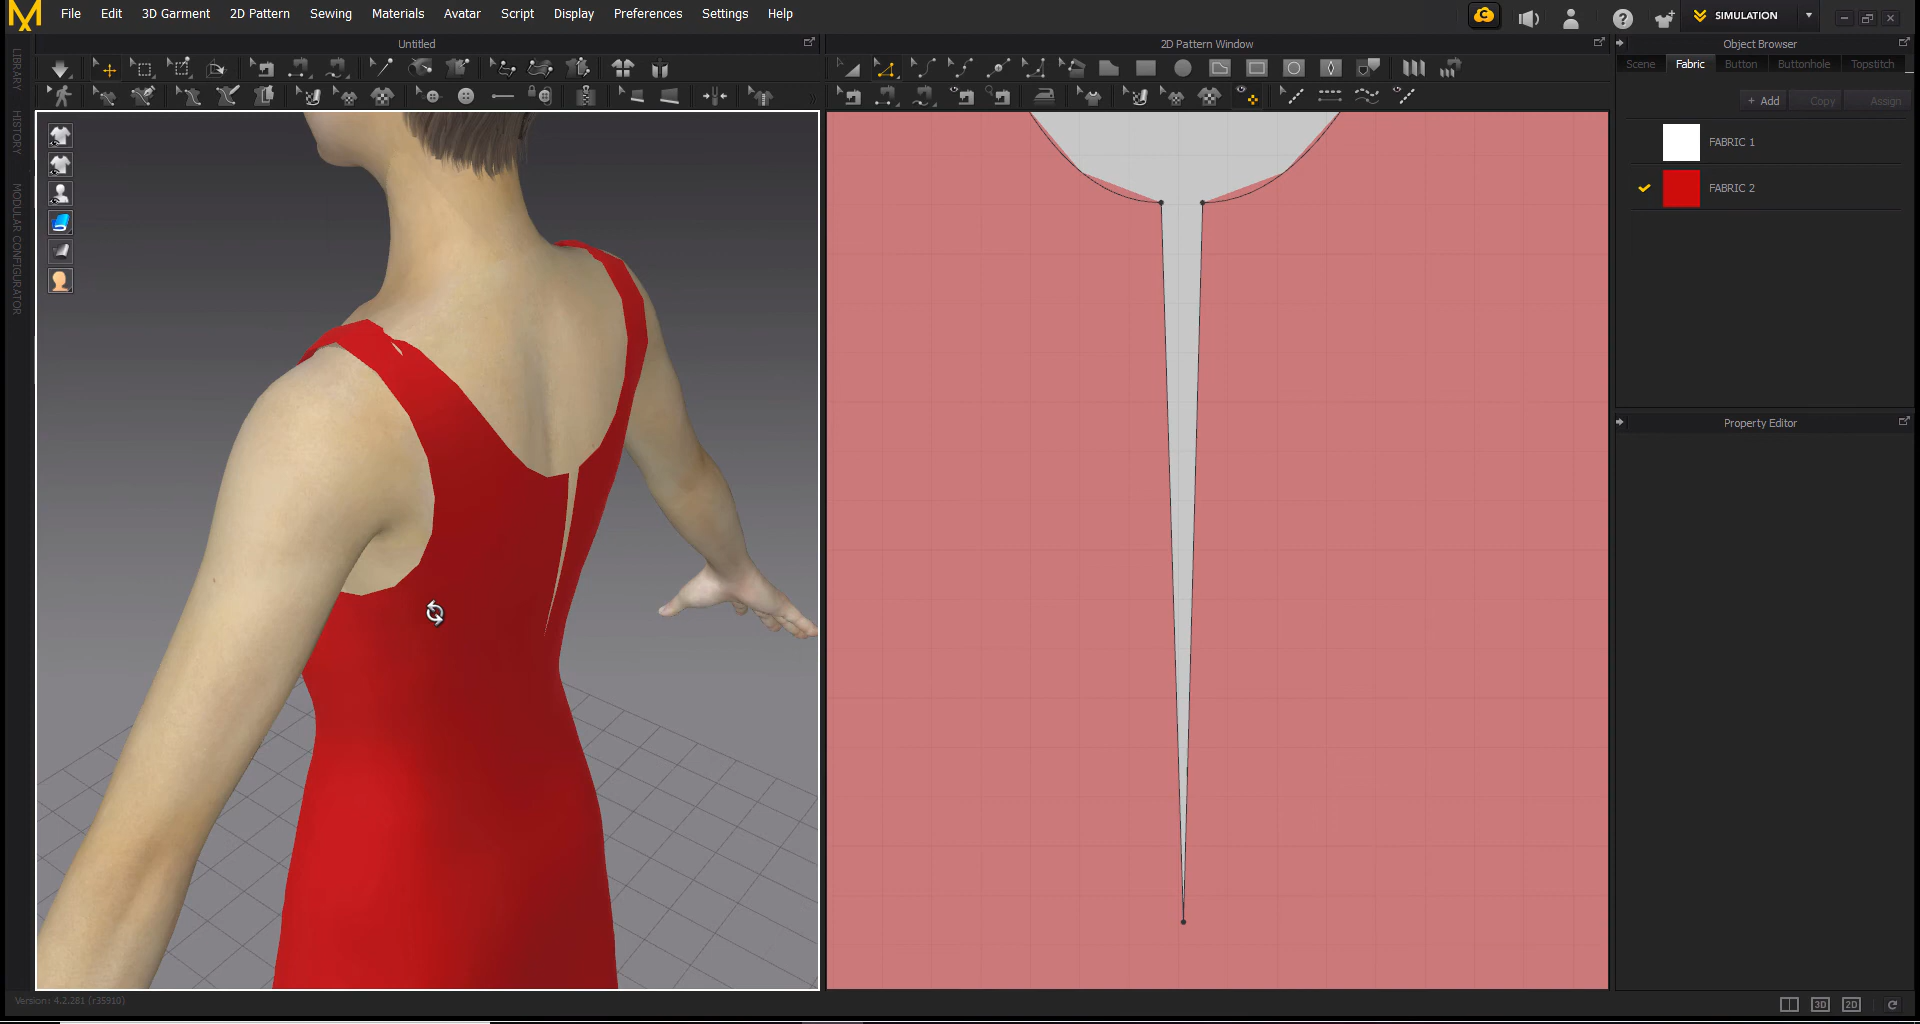 File Edit 3D Garment 2D Pattern Sewing Materials Avatar Script Display Preferences Settings Help
SIMULATION
Untitled
2D Pattern Window
Object Browser
Scene Fabric Button Buttonhole Topstitch
+ Add Copy Assign
FABRIC 1
FABRIC 2
Property Editor
LIBRARY
HISTORY
MODULAR CONFIGURATOR
Version: 4.2.281 (r35910)
3D 2D